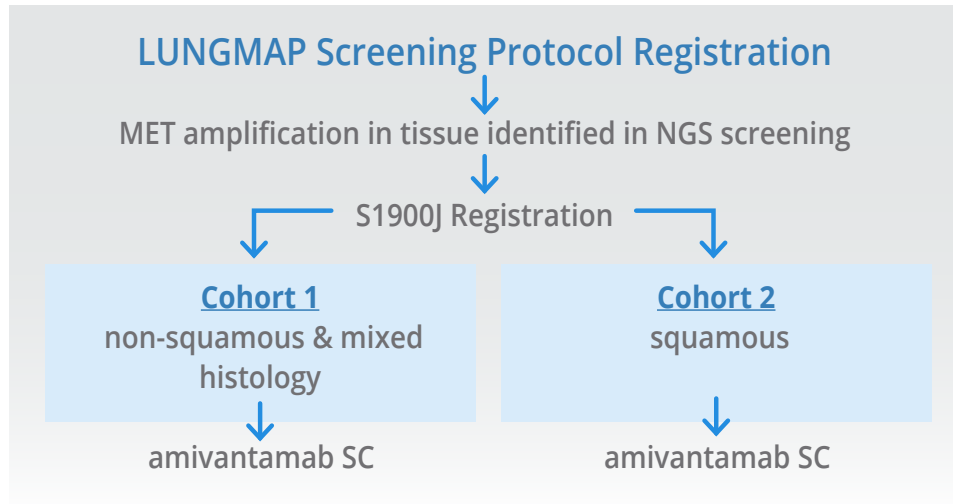 LUNGMAP Screening Protocol Registration
MET amplification in tissue identified in NGS screening
S1900J Registration
Cohort 1
non-squamous & mixed
histology
amivantamab SC
Cohort 2
squamous
amivantamab SC